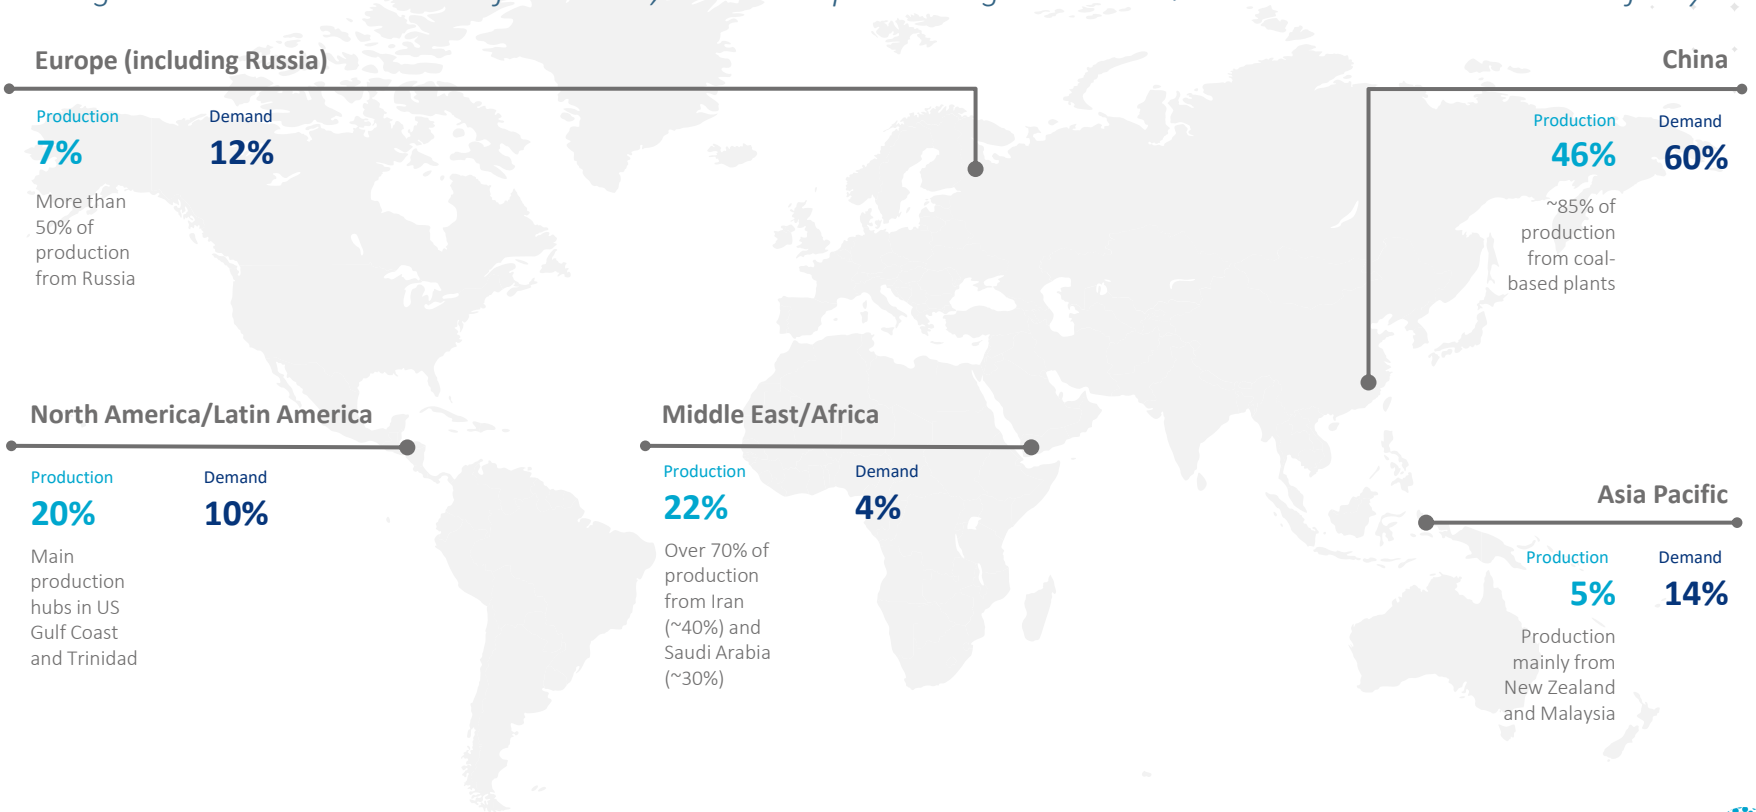 Europe (including Russia)
Production
Demand
7%
12%
More than
50% of
production
from Russia
China
Production
Demand
46%
60%
~85% of
production
from coal-
based plants
North America/Latin America
Production
Demand
20%
10%
Main
production
hubs in US
Gulf Coast
and Trinidad
Middle East/Africa
Production
Demand
22%
4%
Over 70% of
production
from Iran
(~40%) and
Saudi Arabia
(~30%)
Asia Pacific
Production
Demand
5%
14%
Production
mainly from
New Zealand
and Malaysia